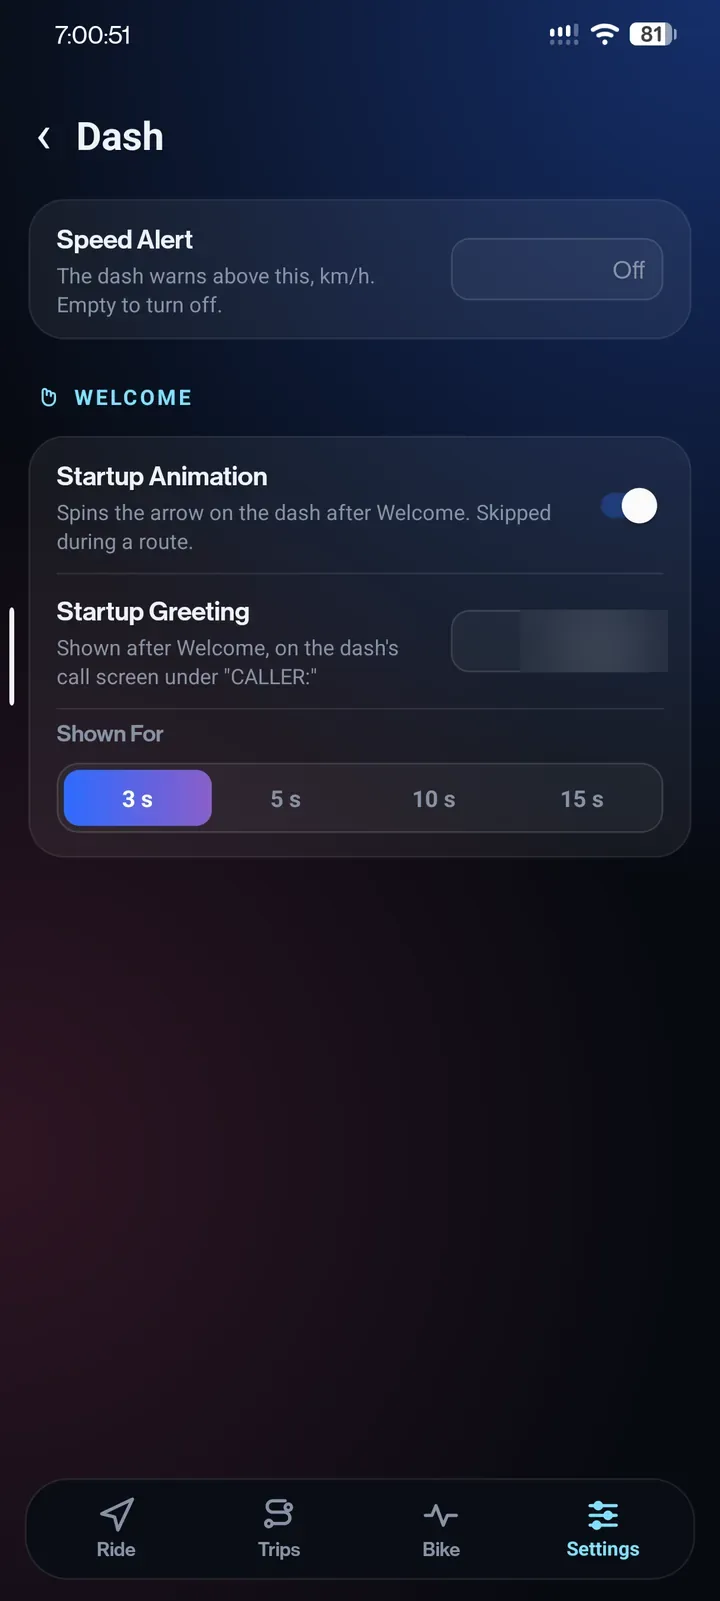 7:00:51
81
Dash
Speed Alert
The dash warns above this, km/h.
Empty to turn off.
Off
WELCOME
Startup Animation
Spins the arrow on the dash after Welcome. Skipped
during a route.
Startup Greeting
Shown after Welcome, on the dash's
call screen under "CALLER:"
Shown For
3 s
5 s
10 s
15 s
Ride
Trips
Bike
Settings